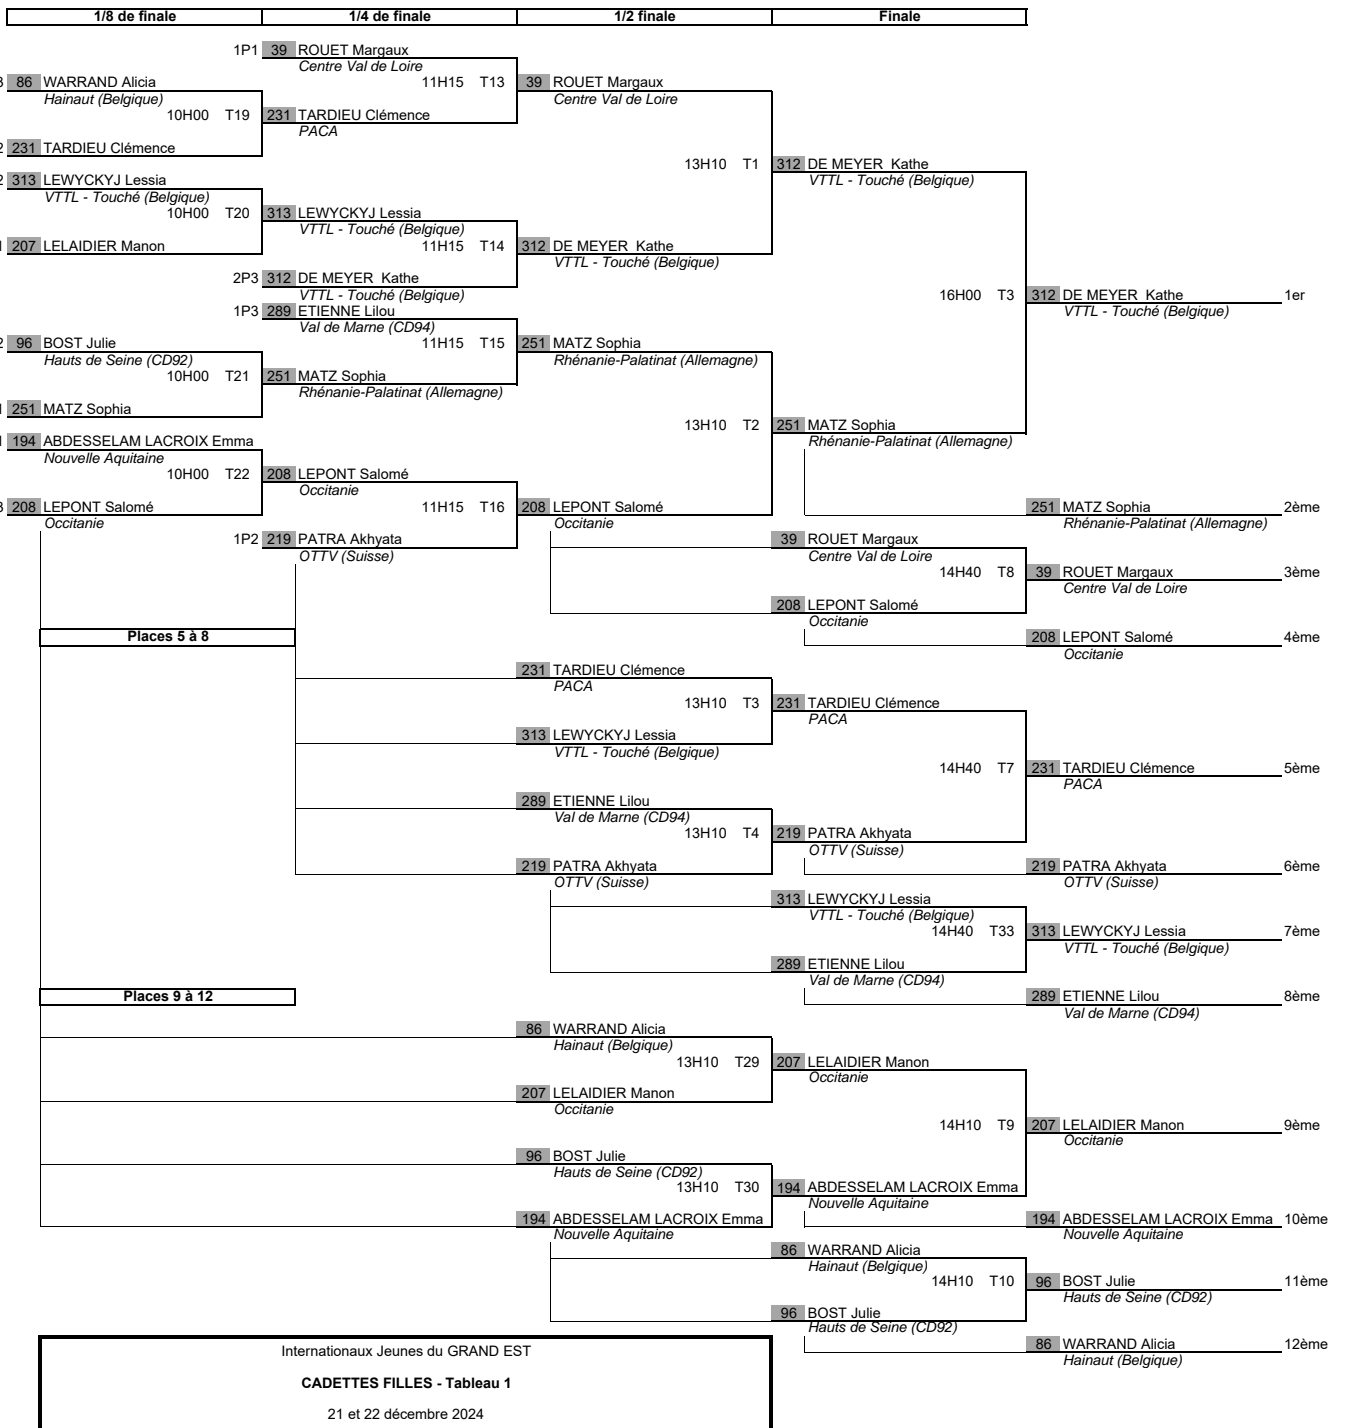 1/8 de finale 1/4 de finale 1/2 finale Finale
1P1 39 ROUET Margaux
Centre Val de Loire
3 86 WARRAND Alicia 11H15 T13 39 ROUET Margaux
Hainaut (Belgique) Centre Val de Loire
10H00 T19 231 TARDIEU Clémence
PACA
2 231 TARDIEU Clémence
13H10 T1 312 DE MEYER Kathe
2 313 LEWYCKYJ Lessia VTTL - Touché (Belgique)
VTTL - Touché (Belgique)
10H00 T20 313 LEWYCKYJ Lessia
VTTL - Touché (Belgique)
1 207 LELAIDIER Manon 11H15 T14 312 DE MEYER Kathe
VTTL - Touché (Belgique)
2P3 312 DE MEYER Kathe
VTTL - Touché (Belgique) 16H00 T3 312 DE MEYER Kathe 1er
1P3 289 ETIENNE Lilou VTTL - Touché (Belgique)
Val de Marne (CD94)
2 96 BOST Julie 11H15 T15 251 MATZ Sophia
Hauts de Seine (CD92) Rhénanie-Palatinat (Allemagne)
10H00 T21 251 MATZ Sophia
Rhénanie-Palatinat (Allemagne)
1 251 MATZ Sophia
13H10 T2 251 MATZ Sophia
1 194 ABDESSELAM LACROIX Emma Rhénanie-Palatinat (Allemagne)
Nouvelle Aquitaine
10H00 T22 208 LEPONT Salomé
Occitanie
3 208 LEPONT Salomé 11H15 T16 208 LEPONT Salomé 251 MATZ Sophia 2ème
Occitanie Occitanie Rhénanie-Palatinat (Allemagne)
1P2 219 PATRA Akhyata 39 ROUET Margaux
OTTV (Suisse) Centre Val de Loire
14H40 T8 39 ROUET Margaux 3ème
Centre Val de Loire
208 LEPONT Salomé
Occitanie
Places 5 à 8 208 LEPONT Salomé 4ème
Occitanie
231 TARDIEU Clémence
PACA
13H10 T3 231 TARDIEU Clémence
PACA
313 LEWYCKYJ Lessia
VTTL - Touché (Belgique)
14H40 T7 231 TARDIEU Clémence 5ème
PACA
289 ETIENNE Lilou
Val de Marne (CD94)
13H10 T4 219 PATRA Akhyata
OTTV (Suisse)
219 PATRA Akhyata 219 PATRA Akhyata 6ème
OTTV (Suisse) OTTV (Suisse)
313 LEWYCKYJ Lessia
VTTL - Touché (Belgique)
14H40 T33 313 LEWYCKYJ Lessia 7ème
VTTL - Touché (Belgique)
289 ETIENNE Lilou
Val de Marne (CD94)
Places 9 à 12 289 ETIENNE Lilou 8ème
Val de Marne (CD94)
86 WARRAND Alicia
Hainaut (Belgique)
13H10 T29 207 LELAIDIER Manon
Occitanie
207 LELAIDIER Manon
Occitanie
14H10 T9 207 LELAIDIER Manon 9ème
Occitanie
96 BOST Julie
Hauts de Seine (CD92)
13H10 T30 194 ABDESSELAM LACROIX Emma
Nouvelle Aquitaine
194 ABDESSELAM LACROIX Emma 194 ABDESSELAM LACROIX Emma 10ème
Nouvelle Aquitaine Nouvelle Aquitaine
86 WARRAND Alicia
Hainaut (Belgique)
14H10 T10 96 BOST Julie 11ème
Hauts de Seine (CD92)
96 BOST Julie
Hauts de Seine (CD92)
86 WARRAND Alicia 12ème
Hainaut (Belgique)
Internationaux Jeunes du GRAND EST
CADETTES FILLES - Tableau 1
21 et 22 décembre 2024